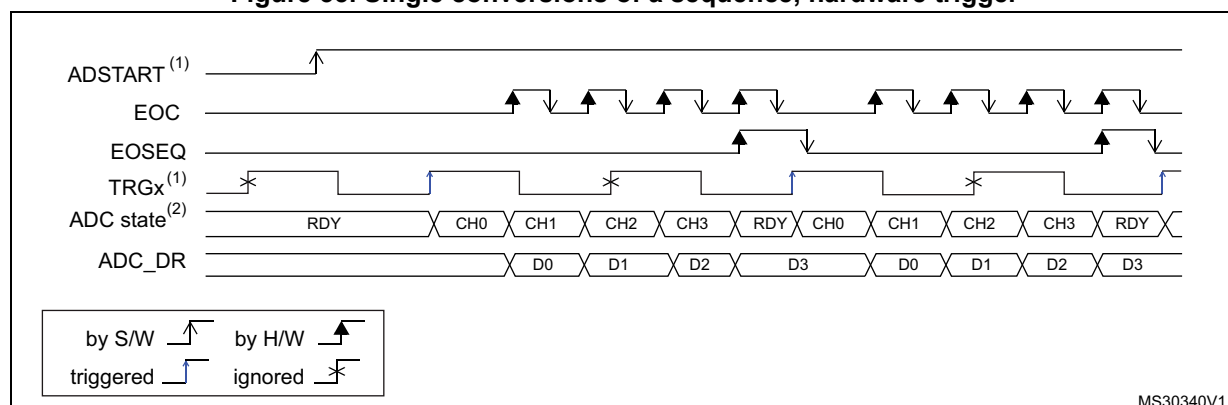 Figure 33. Single conversions of a sequence, hardware trigger
ADSTART (1)
EOC
EOSEQ
TRGx (1)
ADC state (2) RDY CH0 CH1 CH2 CH3 RDY CH0 CH1 CH2 CH3 RDY
ADC_DR D0 D1 D2 D3 D0 D1 D2 D3
by S/W by H/W
triggered ignored
MS30340V1